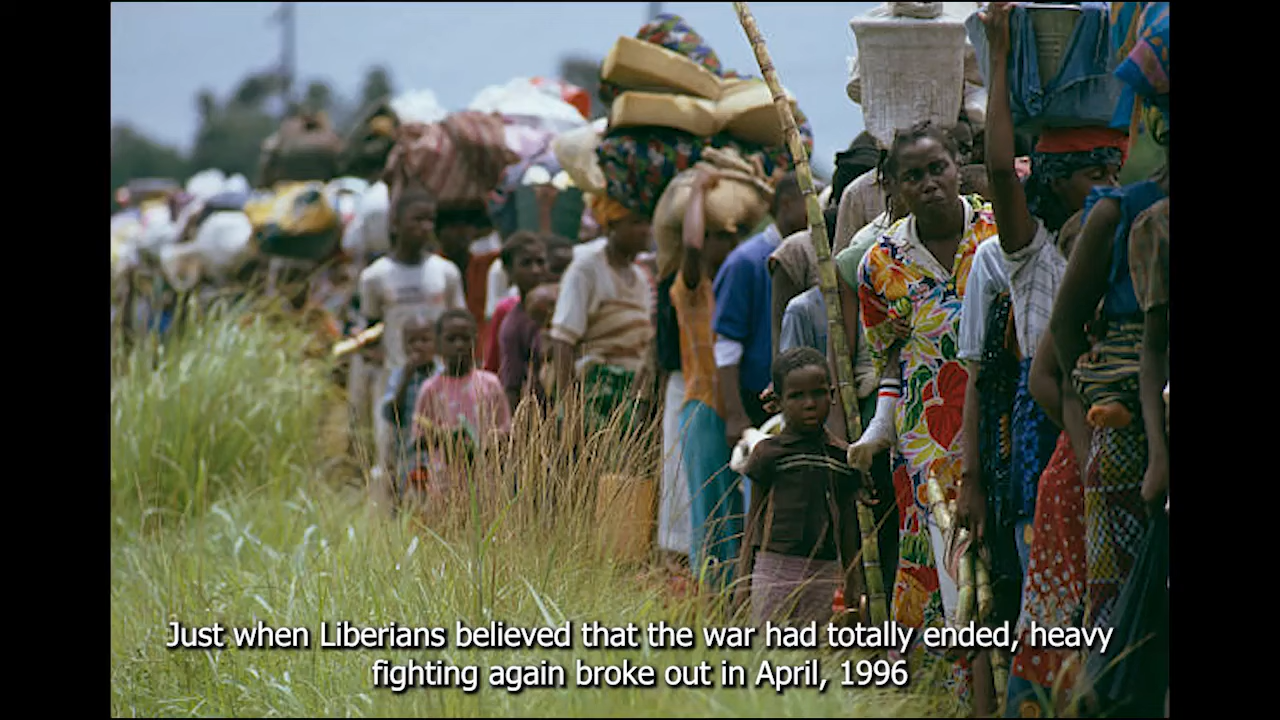 Just when Liberians believed that the war had totally ended, heavy
fighting again broke out in April, 1996